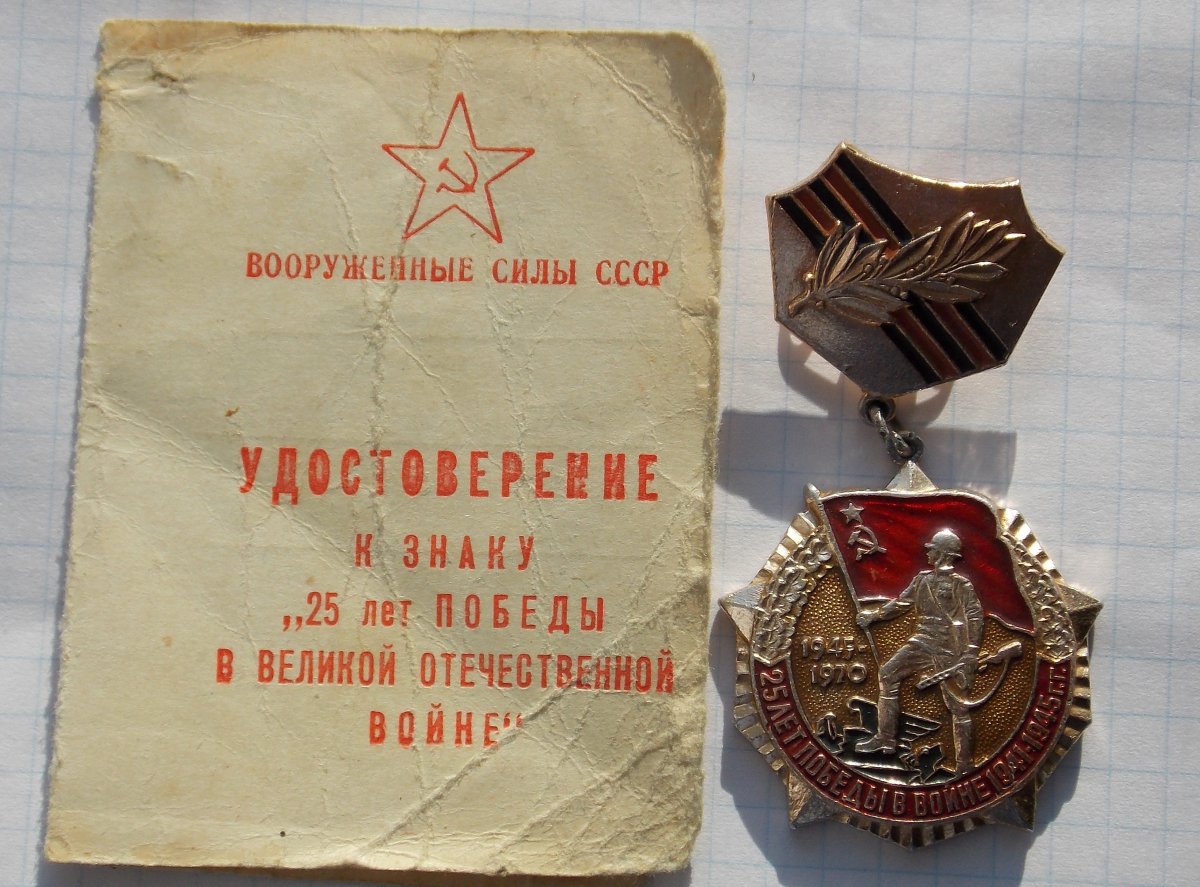 ВООРУЖЕННЫЕ СИЛЫ СССР
УДОСТОВЕРЕНИЕ
К ЗНАКУ
„25 лет ПОБЕДЫ
В ВЕЛИКОЙ ОТЕЧЕСТВЕННОЙ
ВОЙНЕ“
1945-
1970
25 ЛЕТ ПОБЕДЫ В ВОЙНЕ 1941-1945 г.г.